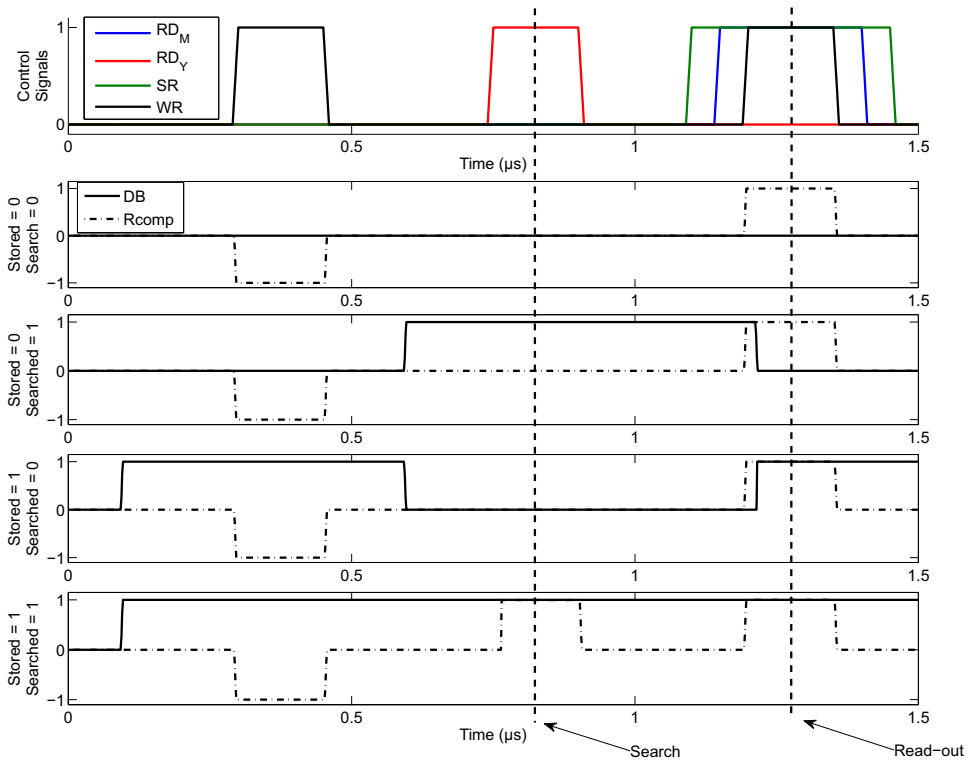 Control
Signals
1
0
RD_M
RD_Y
SR
WR
0
0.5
1
1.5
Time (µs)
Stored = 0
Search = 0
1
0
−1
DB
Rcomp
0
0.5
1
1.5
Stored = 0
Searched = 1
1
0
−1
0
0.5
1
1.5
Stored = 1
Searched = 0
1
0
−1
0
0.5
1
1.5
Stored = 1
Searched = 1
1
0
−1
0
0.5
1
1.5
Time (µs)
Search
Read−out